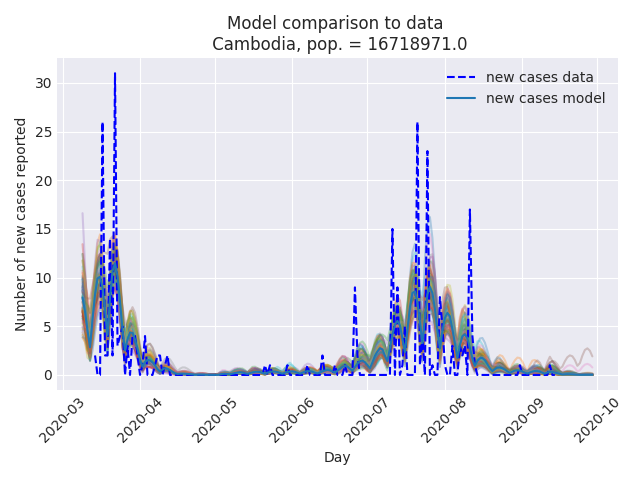 Model comparison to data
Cambodia, pop. = 16718971.0
new cases data
new cases model
Number of new cases reported
30
25
20
15
10
5
0
2020-03
2020-04
2020-05
2020-06
2020-07
2020-08
2020-09
2020-10
Day